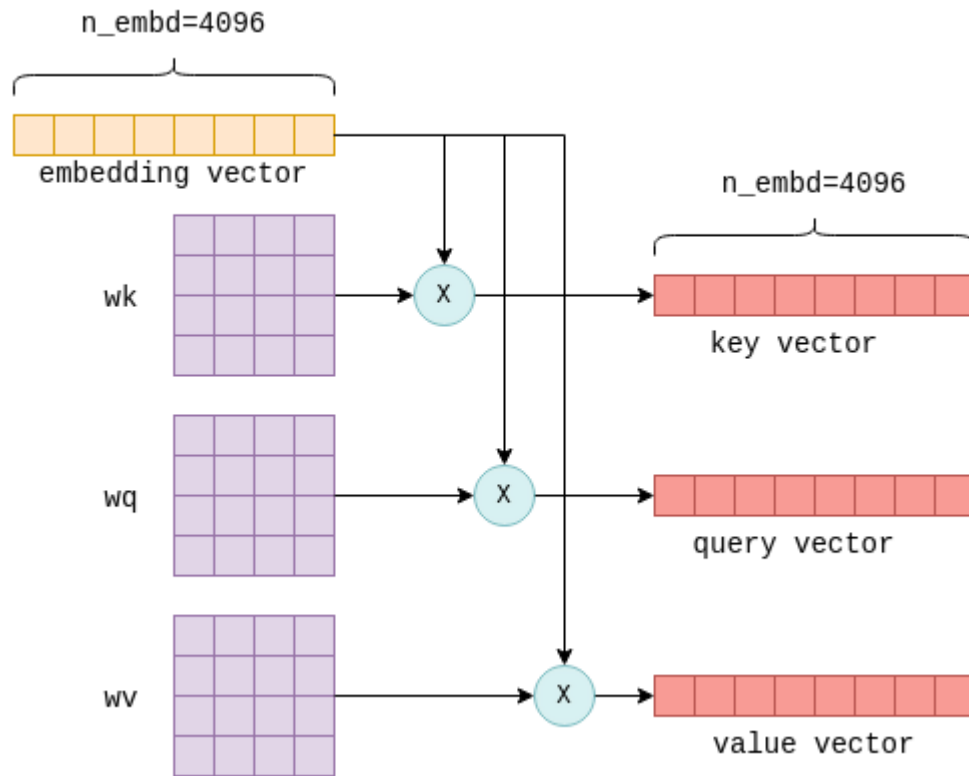 n_embd=4096
embedding vector
n_embd=4096
wk
X
key vector
wq
X
query vector
wv
X
value vector